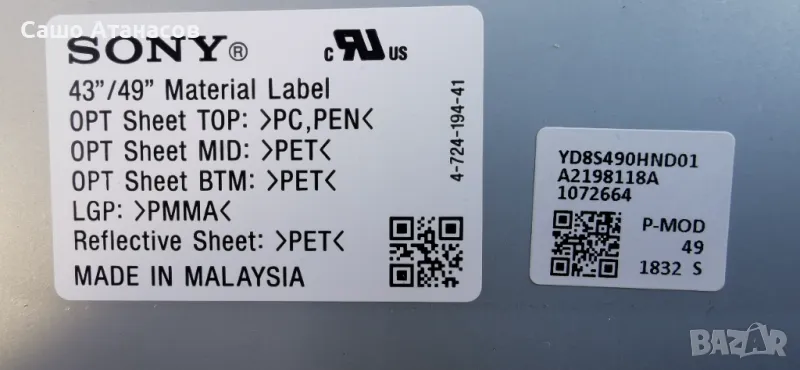 Сашо Атанасов
SONY®
c RU US
43"/49" Material Label
OPT Sheet TOP: >PC,PEN<
OPT Sheet MID: >PET<
OPT Sheet BTM: >PET<
LGP: >PMMA<
Reflective Sheet: >PET<
MADE IN MALAYSIA
4-724-194-41
YD8S490HND01
A2198118A
1072664
P-MOD
49
1832 S
BAZAR